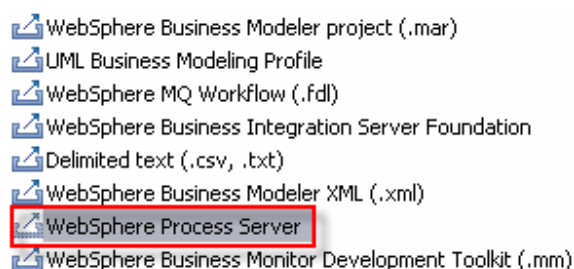 WebSphere Business Modeler project (.mar)
UML Business Modeling Profile
WebSphere MQ Workflow (.fdl)
WebSphere Business Integration Server Foundation
Delimited text (.csv, .txt)
WebSphere Business Modeler XML (.xml)
WebSphere Process Server
WebSphere Business Monitor Development Toolkit (.mm)